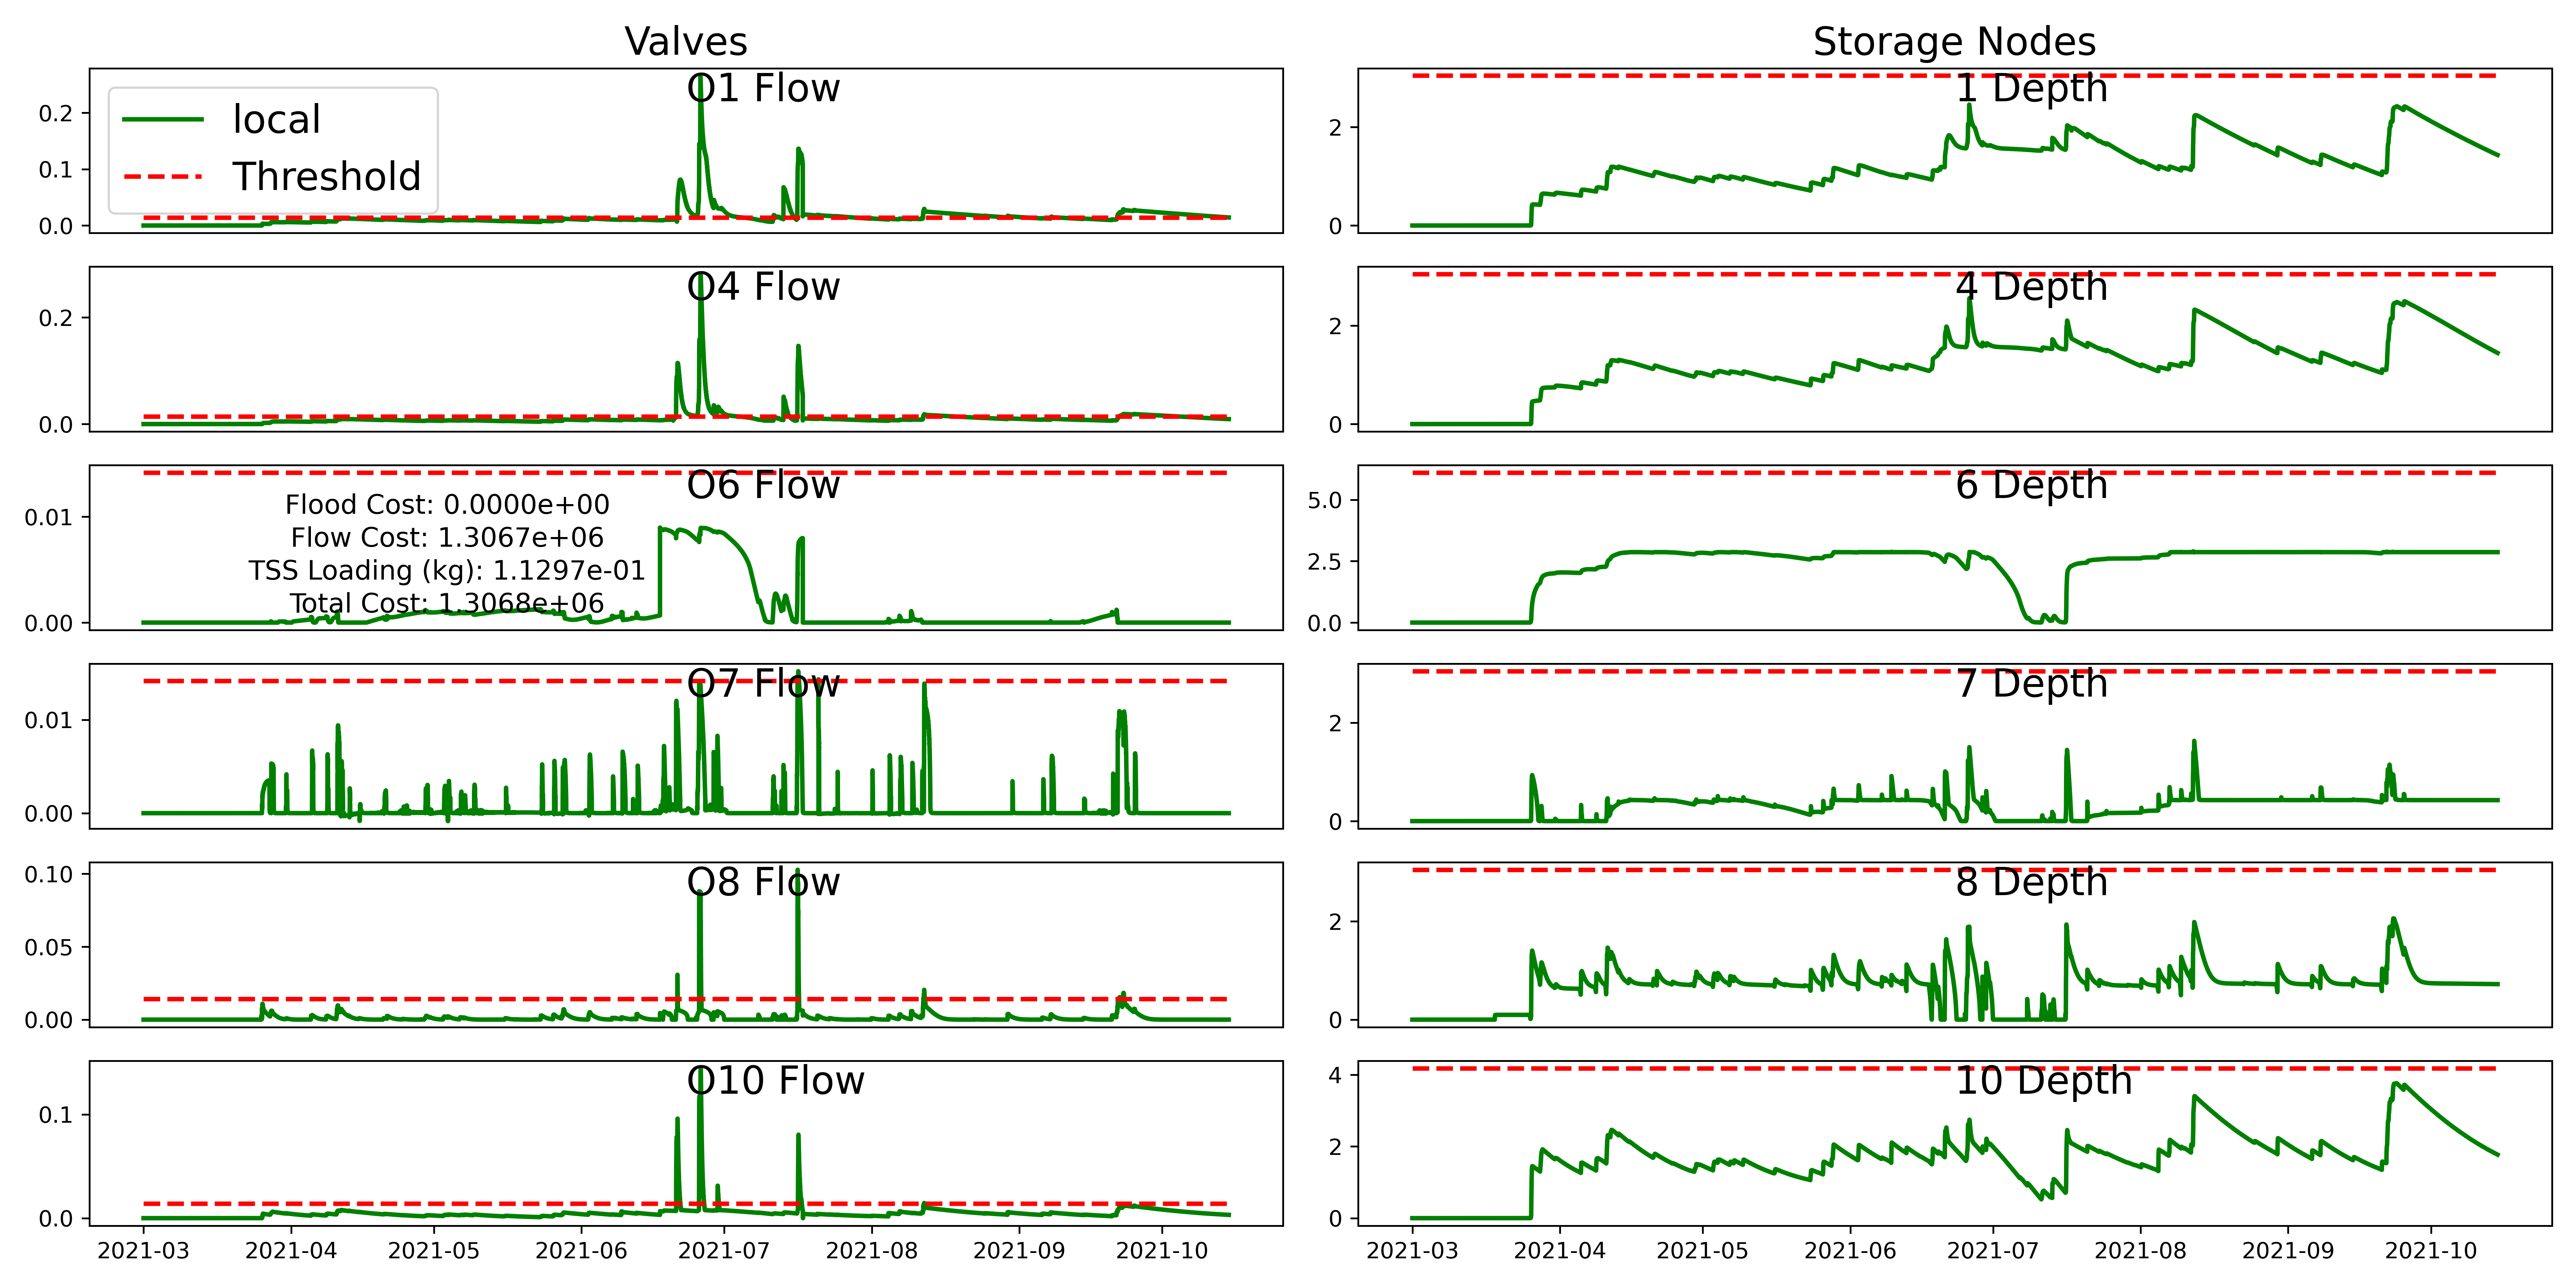 Valves
Storage Nodes
O1 Flow
local
Threshold
0.2
0.1
0.0
1 Depth
2
0
O4 Flow
0.2
0.0
4 Depth
2
0
O6 Flow
Flood Cost: 0.0000e+00
Flow Cost: 1.3067e+06
TSS Loading (kg): 1.1297e-01
Total Cost: 1.3068e+06
0.01
0.00
6 Depth
5.0
2.5
0.0
O7 Flow
0.01
0.00
7 Depth
2
0
O8 Flow
0.10
0.05
0.00
8 Depth
2
0
O10 Flow
0.1
0.0
2021-03 2021-04 2021-05 2021-06 2021-07 2021-08 2021-09 2021-10
10 Depth
4
2
0
2021-03 2021-04 2021-05 2021-06 2021-07 2021-08 2021-09 2021-10